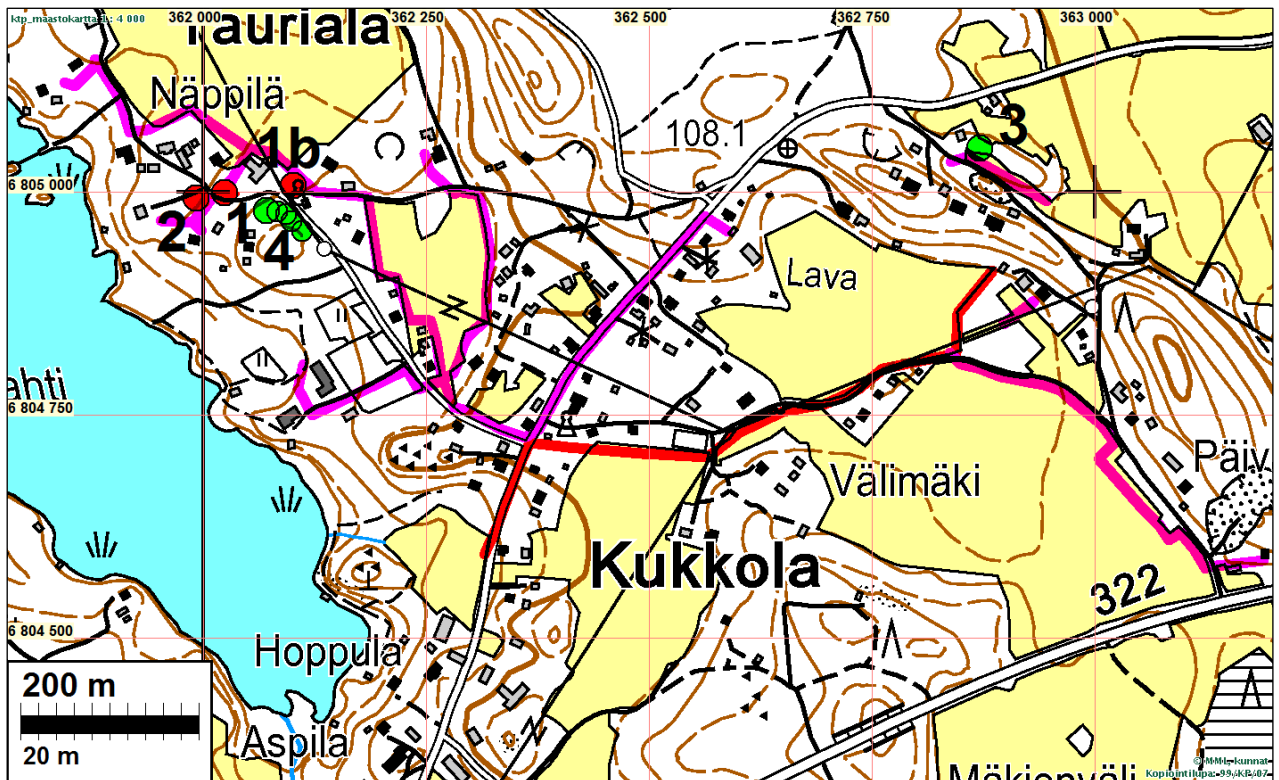 ktp_maastokartta_1 : 4 000
362 000
362 250
362 500
362 750
363 000
Tauriala
Näppilä
1b
108.1
3
6 805 000
2
1
4
Lava
ahti
6 804 750
Välimäki
Päiv
Kukkola
322
6 804 500
Hoppula
200 m
20 m
Aspila
Mäkienväli
©MML, kunnat
Kopiointilupa: 99/KP/07